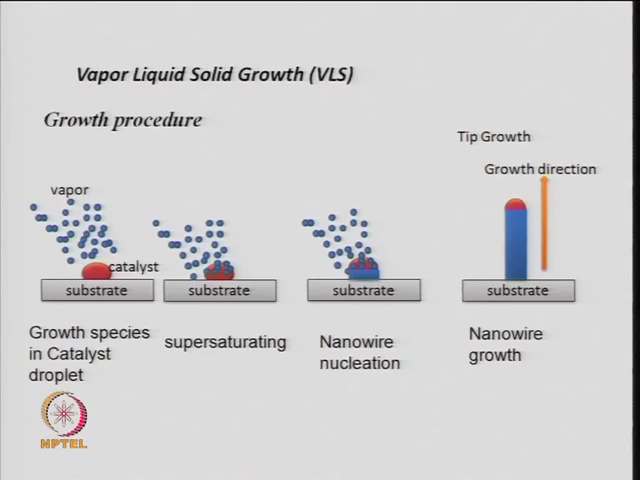 Vapor Liquid Solid Growth (VLS)
Growth procedure
Tip Growth
Growth direction
vapor
catalyst
substrate
substrate
substrate
substrate
Growth species
in Catalyst
droplet
supersaturating
Nanowire
nucleation
Nanowire
growth
NPTEL